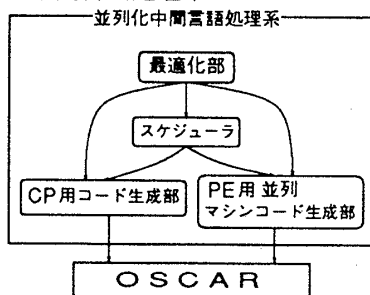 並列化中間言語処理系
最適化部
スケジューラ
CP用コード生成部
PE用並列
マシンコード生成部
OSCAR